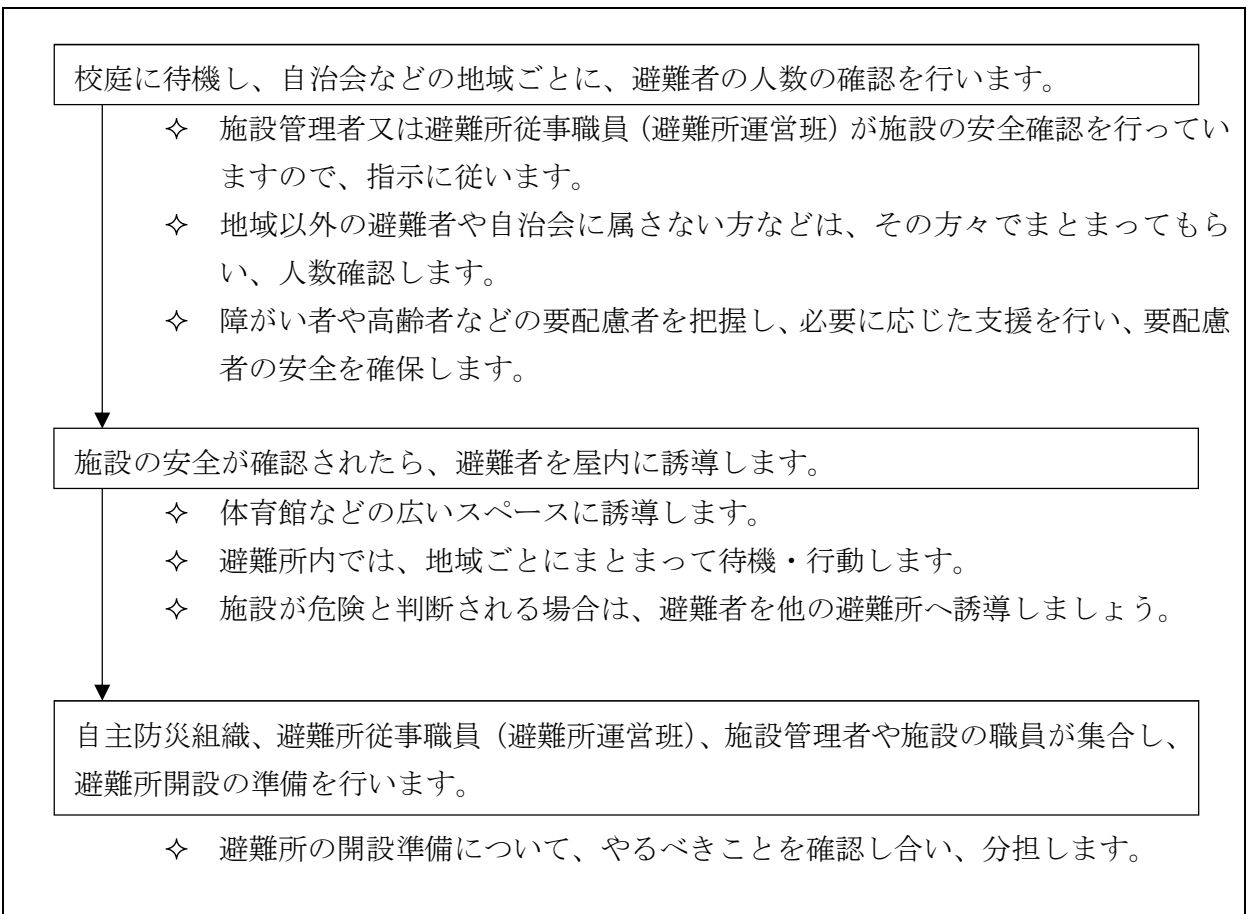 校庭に待機し、自治会などの地域ごとに、避難者の人数の確認を行います。
✧ 施設管理者又は避難所従事職員（避難所運営班）が施設の安全確認を行ってい
ますので、指示に従います。
✧ 地域以外の避難者や自治会に属さない方などは、その方々でまとまってもら
い、人数確認します。
✧ 障がい者や高齢者などの要配慮者を把握し、必要に応じた支援を行い、要配慮
者の安全を確保します。
施設の安全が確認されたら、避難者を屋内に誘導します。
✧ 体育館などの広いスペースに誘導します。
✧ 避難所内では、地域ごとにまとまって待機・行動します。
✧ 施設が危険と判断される場合は、避難者を他の避難所へ誘導しましょう。
自主防災組織、避難所従事職員（避難所運営班）、施設管理者や施設の職員が集合し、
避難所開設の準備を行います。
✧ 避難所の開設準備について、やるべきことを確認し合い、分担します。